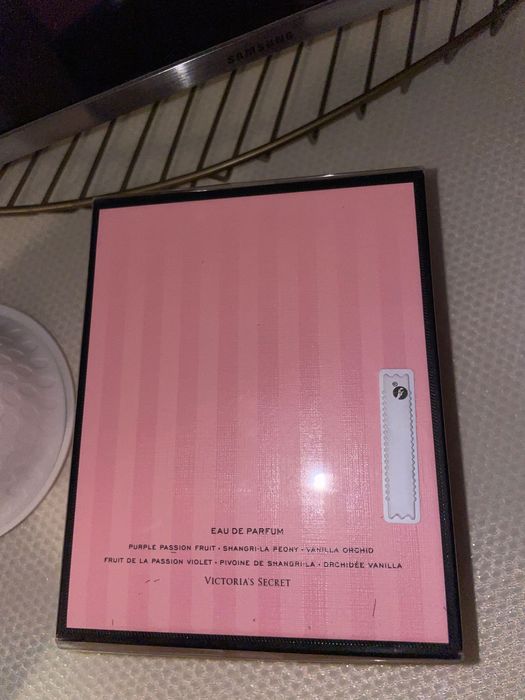 SAMSUNG
EAU DE PARFUM
PURPLE PASSION FRUIT • SHANGRI-LA PEONY • VANILLA ORCHID
FRUIT DE LA PASSION VIOLET • PIVOINE DE SHANGRI-LA • ORCHIDÉE VANILLA
VICTORIA'S SECRET